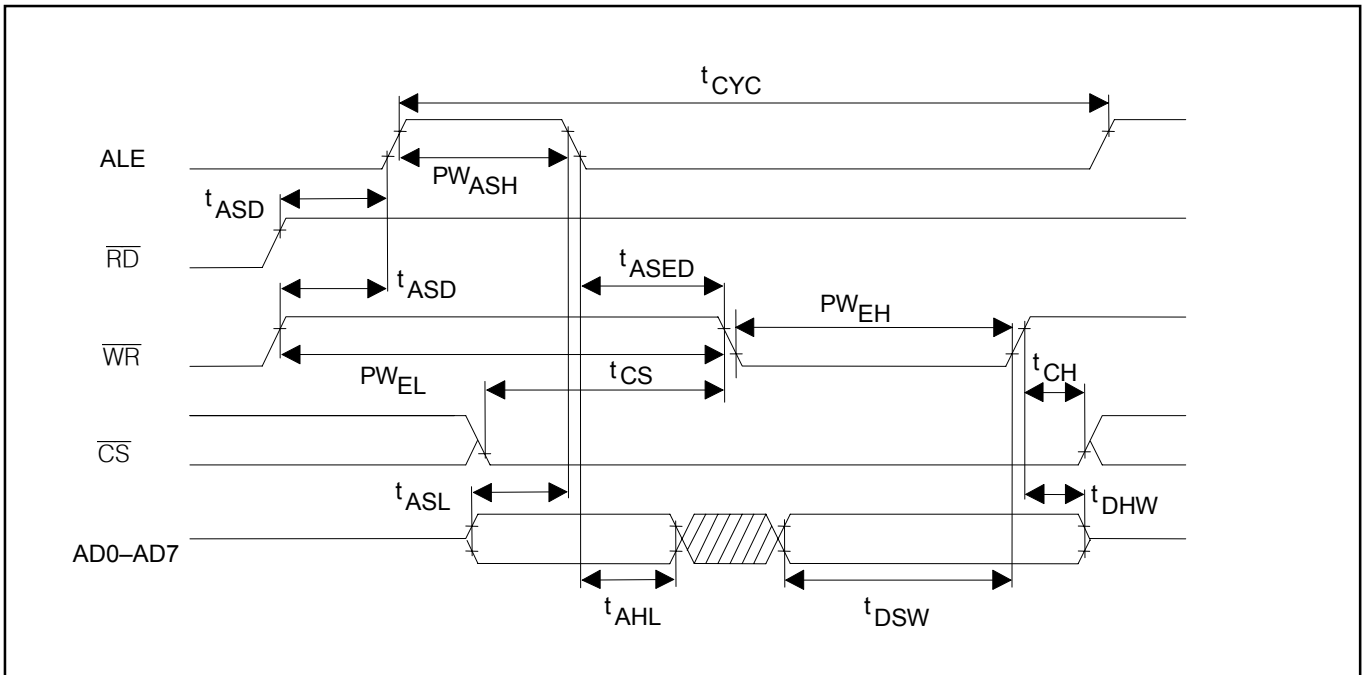 tCYC
ALE
PWASH
tASD
RD
tASED
tASD
PWEH
WR
tCS
tCH
PWEL
CS
tASL
tDHW
AD0–AD7
tAHL
tDSW